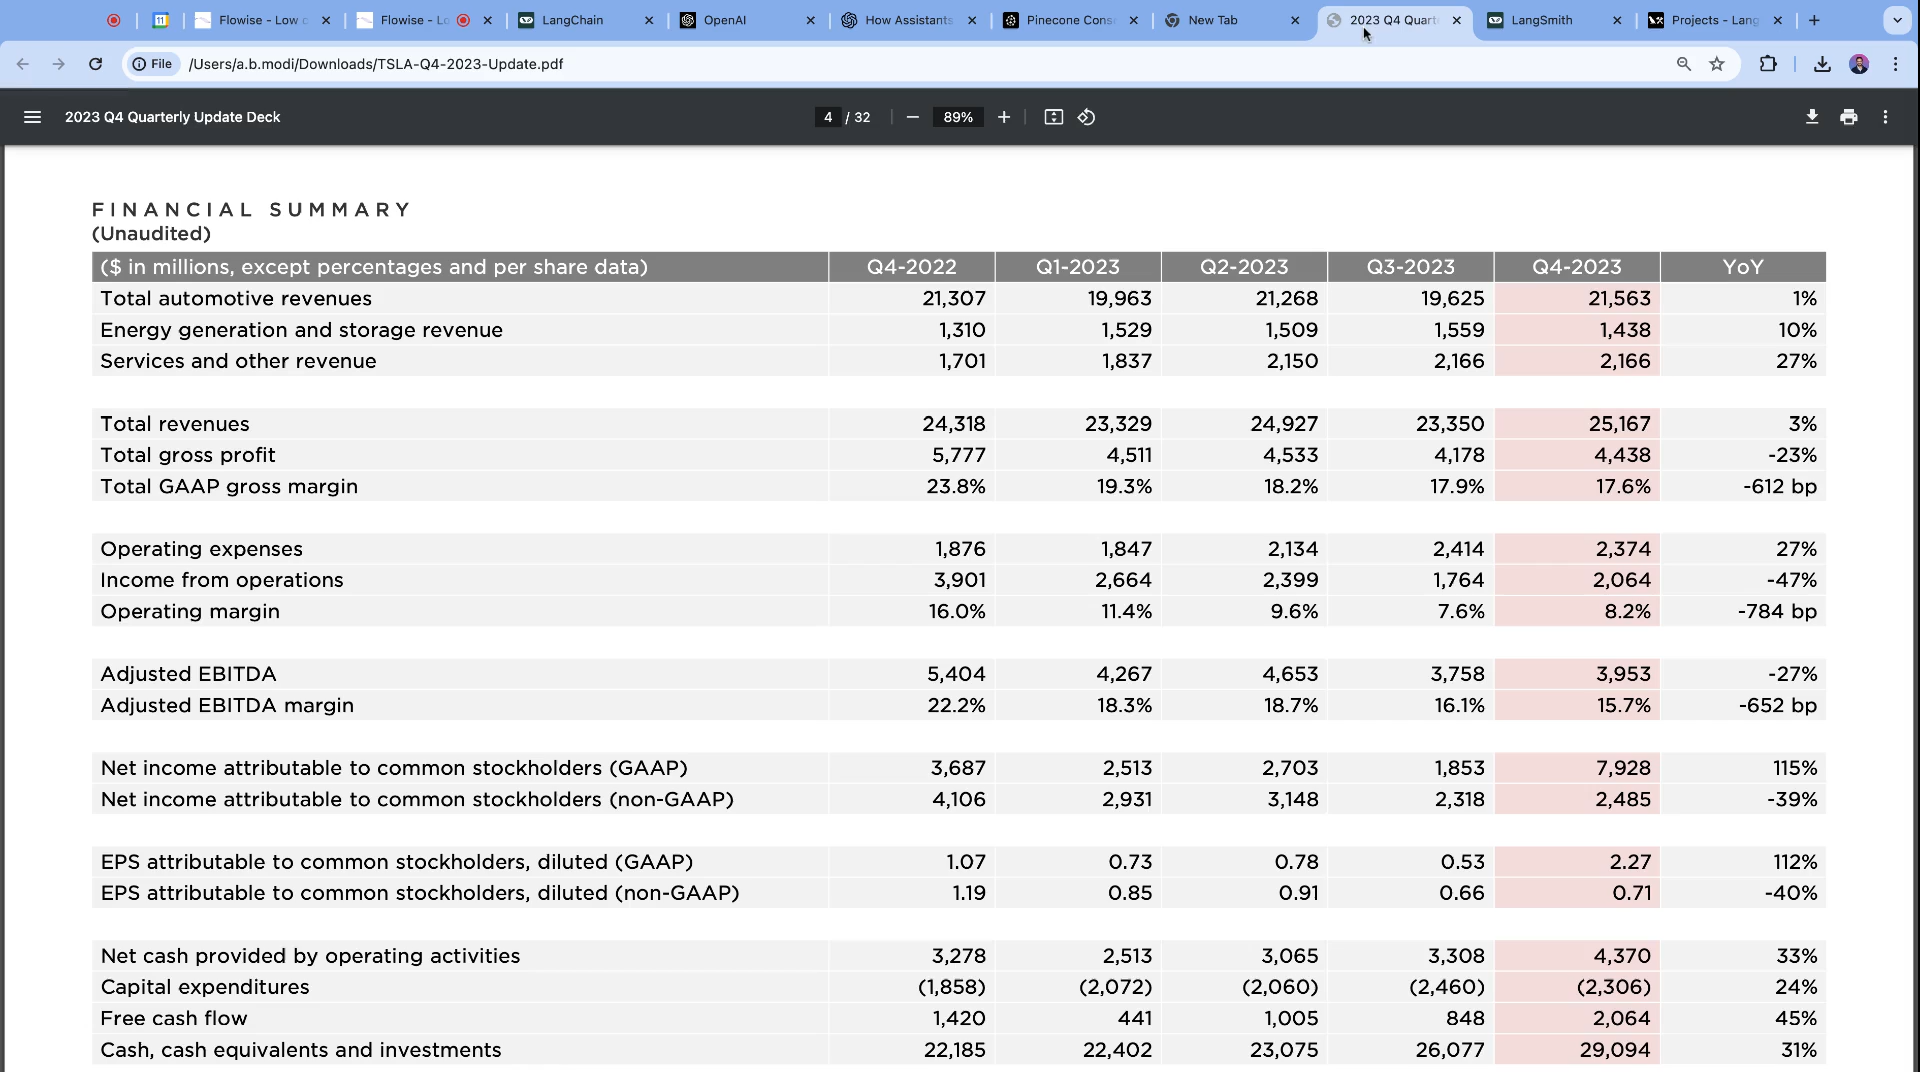 11
Flowise - Low c
Flowise - Lo
LangChain
OpenAI
How Assistants
Pinecone Cons
New Tab
2023 Q4 Quart
LangSmith
Projects - Lang
File /Users/a.b.modi/Downloads/TSLA-Q4-2023-Update.pdf
2023 Q4 Quarterly Update Deck 4 / 32 89%
FINANCIAL SUMMARY
(Unaudited)
($ in millions, except percentages and per share data) Q4-2022 Q1-2023 Q2-2023 Q3-2023 Q4-2023 YoY
Total automotive revenues 21,307 19,963 21,268 19,625 21,563 1%
Energy generation and storage revenue 1,310 1,529 1,509 1,559 1,438 10%
Services and other revenue 1,701 1,837 2,150 2,166 2,166 27%
Total revenues 24,318 23,329 24,927 23,350 25,167 3%
Total gross profit 5,777 4,511 4,533 4,178 4,438 -23%
Total GAAP gross margin 23.8% 19.3% 18.2% 17.9% 17.6% -612 bp
Operating expenses 1,876 1,847 2,134 2,414 2,374 27%
Income from operations 3,901 2,664 2,399 1,764 2,064 -47%
Operating margin 16.0% 11.4% 9.6% 7.6% 8.2% -784 bp
Adjusted EBITDA 5,404 4,267 4,653 3,758 3,953 -27%
Adjusted EBITDA margin 22.2% 18.3% 18.7% 16.1% 15.7% -652 bp
Net income attributable to common stockholders (GAAP) 3,687 2,513 2,703 1,853 7,928 115%
Net income attributable to common stockholders (non-GAAP) 4,106 2,931 3,148 2,318 2,485 -39%
EPS attributable to common stockholders, diluted (GAAP) 1.07 0.73 0.78 0.53 2.27 112%
EPS attributable to common stockholders, diluted (non-GAAP) 1.19 0.85 0.91 0.66 0.71 -40%
Net cash provided by operating activities 3,278 2,513 3,065 3,308 4,370 33%
Capital expenditures (1,858) (2,072) (2,060) (2,460) (2,306) 24%
Free cash flow 1,420 441 1,005 848 2,064 45%
Cash, cash equivalents and investments 22,185 22,402 23,075 26,077 29,094 31%